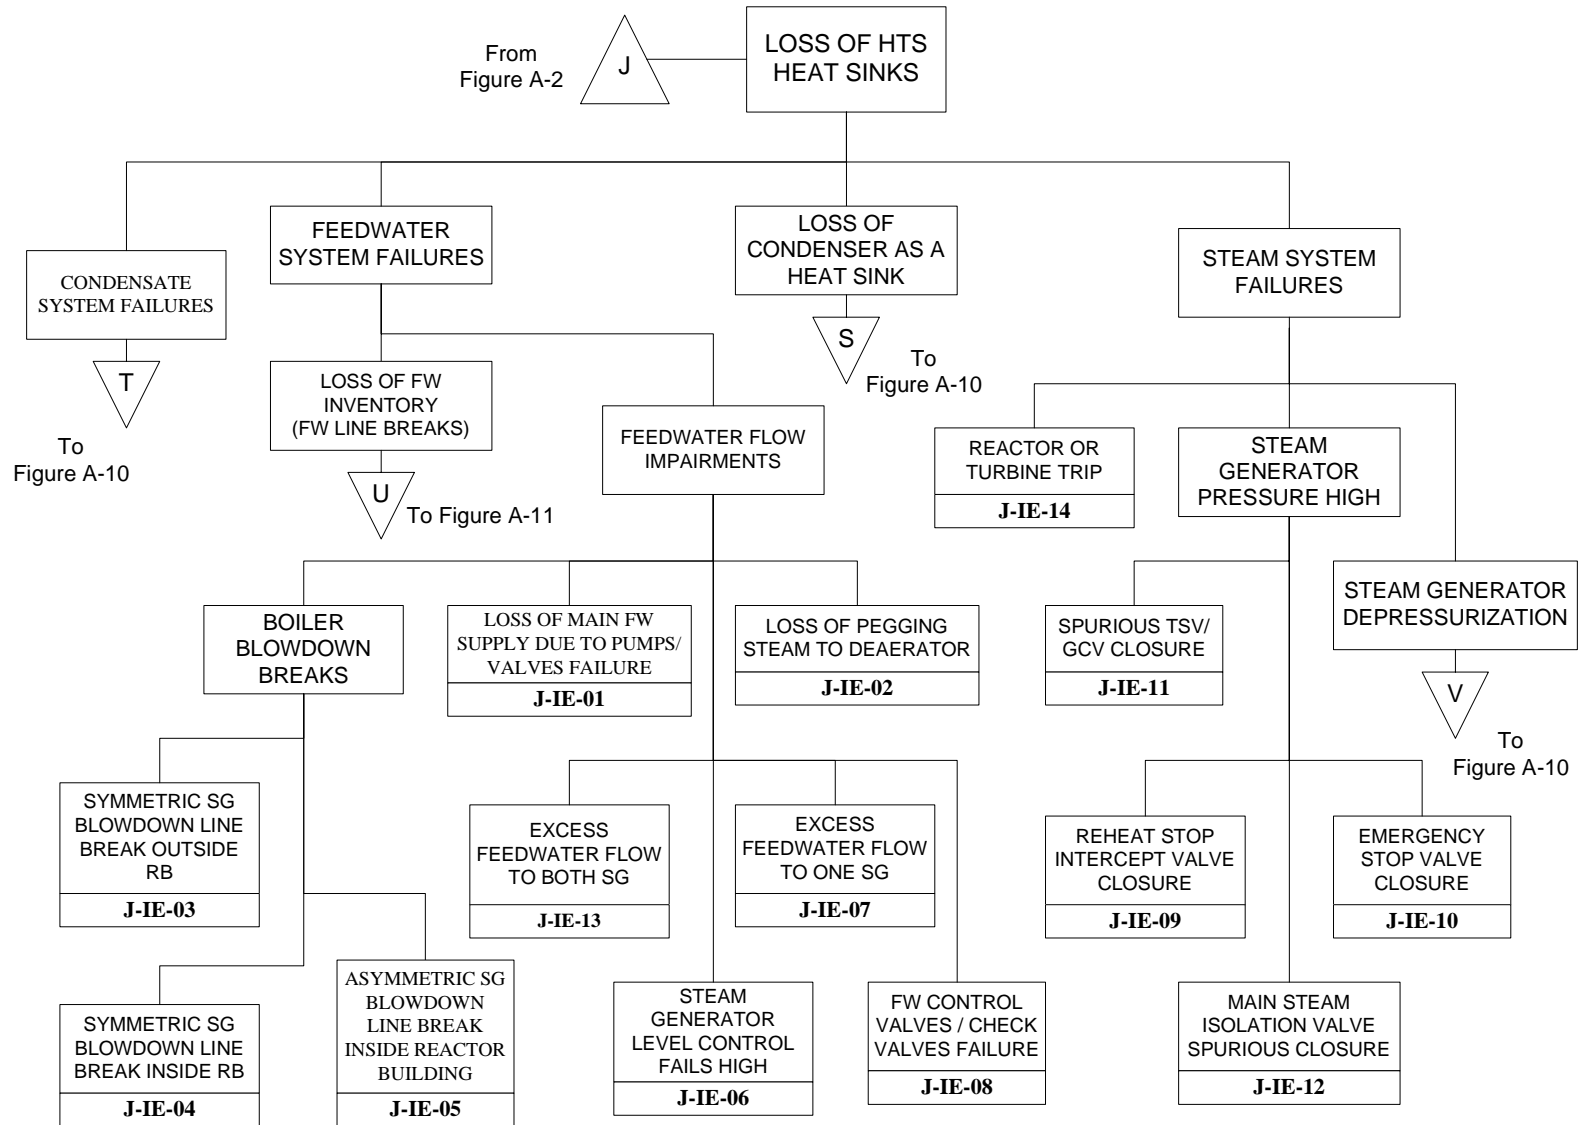 From
Figure A-2
J
LOSS OF HTS
HEAT SINKS
CONDENSATE
SYSTEM FAILURES
T
To
Figure A-10
FEEDWATER
SYSTEM FAILURES
LOSS OF
CONDENSER AS A
HEAT SINK
S
To
Figure A-10
STEAM SYSTEM
FAILURES
LOSS OF FW
INVENTORY
(FW LINE BREAKS)
U
To Figure A-11
FEEDWATER FLOW
IMPAIRMENTS
REACTOR OR
TURBINE TRIP
J-IE-14
STEAM
GENERATOR
PRESSURE HIGH
STEAM GENERATOR
DEPRESSURIZATION
V
To
Figure A-10
BOILER
BLOWDOWN
BREAKS
LOSS OF MAIN FW
SUPPLY DUE TO PUMPS/
VALVES FAILURE
J-IE-01
LOSS OF PEGGING
STEAM TO DEAERATOR
J-IE-02
SPURIOUS TSV/
GCV CLOSURE
J-IE-11
SYMMETRIC SG
BLOWDOWN LINE
BREAK OUTSIDE
RB
J-IE-03
EXCESS
FEEDWATER FLOW
TO BOTH SG
J-IE-13
EXCESS
FEEDWATER FLOW
TO ONE SG
J-IE-07
REHEAT STOP
INTERCEPT VALVE
CLOSURE
J-IE-09
EMERGENCY
STOP VALVE
CLOSURE
J-IE-10
SYMMETRIC SG
BLOWDOWN LINE
BREAK INSIDE RB
J-IE-04
ASYMMETRIC SG
BLOWDOWN
LINE BREAK
INSIDE REACTOR
BUILDING
J-IE-05
STEAM
GENERATOR
LEVEL CONTROL
FAILS HIGH
J-IE-06
FW CONTROL
VALVES / CHECK
VALVES FAILURE
J-IE-08
MAIN STEAM
ISOLATION VALVE
SPURIOUS CLOSURE
J-IE-12